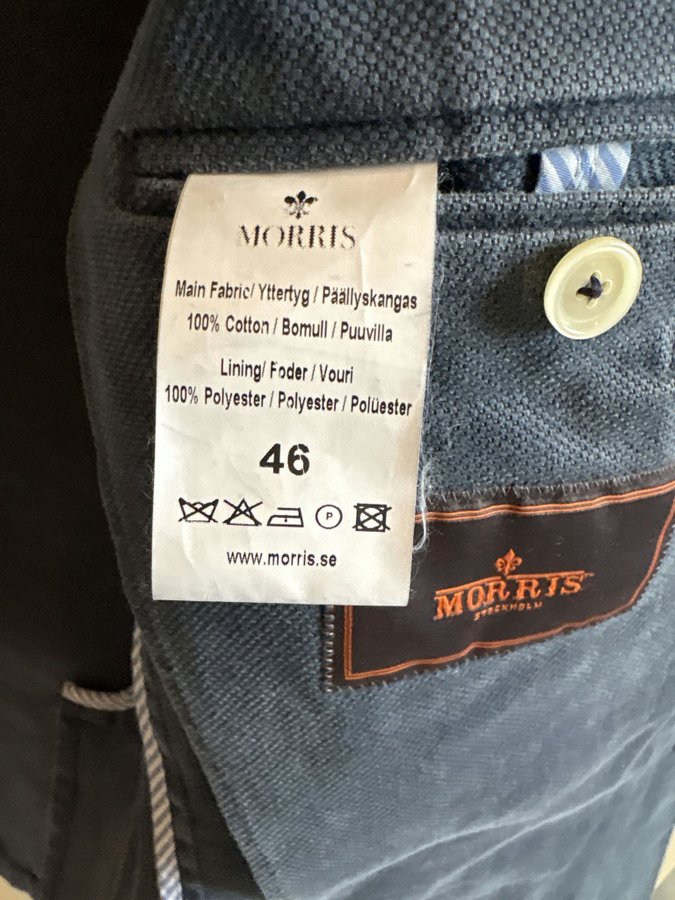 MORRIS
Main Fabric/ Yttertyg / Päällyskangas
100% Cotton / Bomull / Puuvilla
Lining/ Foder / Vouri
100% Polyester / Polyester / Polüester
46
P
www.morris.se
MORRIS
STOCKHOLM